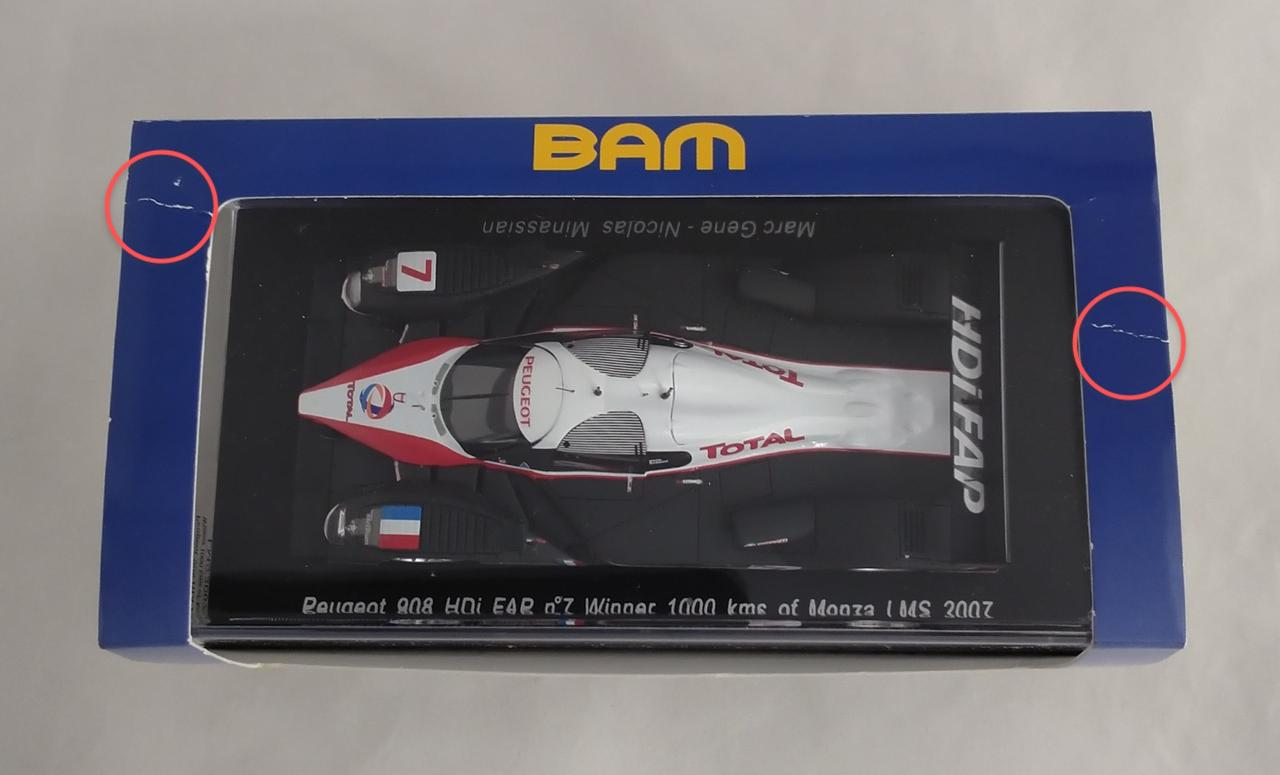 BAM
Marc Gene - Nicolas Minassian
7
HDi FAP
TOTAL
PEUGEOT
TOTAL
TOTAL
Peugeot 908 HDi FAP n°7 Winner 1000 kms of Monza LMS 2007